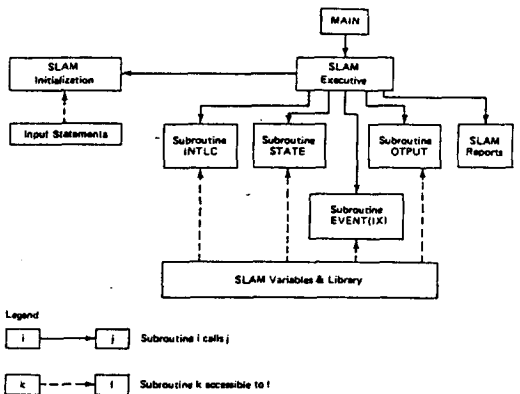 MAIN
SLAM
Executive
SLAM
Initialization
Input Statements
Subroutine
INTLC
Subroutine
STATE
Subroutine
OTPUT
SLAM
Reports
Subroutine
EVENT(IX)
SLAM Variables & Library
Legend
i
j
Subroutine i calls j
k
l
Subroutine k accessible to l